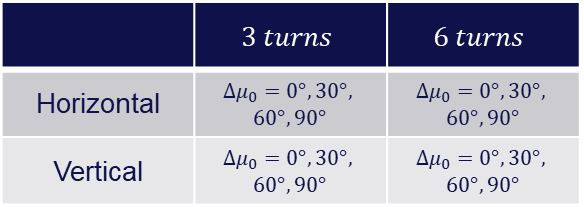 3 turns 6 turns
Horizontal Δμ₀ = 0°, 30°, 60°, 90° Δμ₀ = 0°, 30°, 60°, 90°
Vertical Δμ₀ = 0°, 30°, 60°, 90° Δμ₀ = 0°, 30°, 60°, 90°